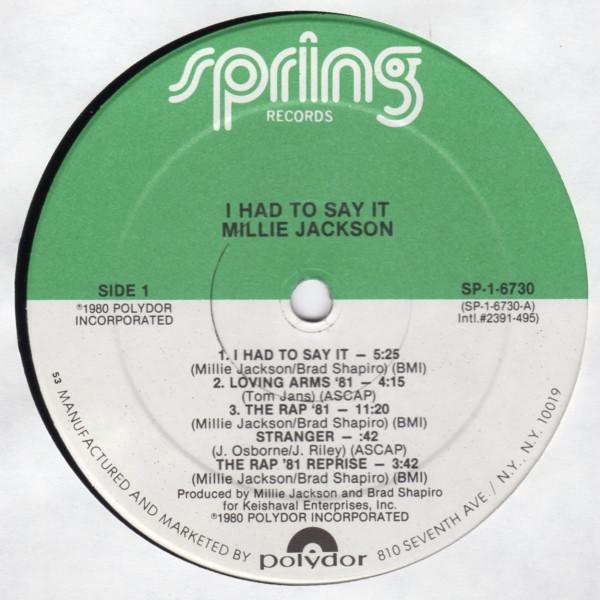 spring
RECORDS
I HAD TO SAY IT
MILLIE JACKSON
SIDE 1
℗1980 POLYDOR
INCORPORATED
SP-1-6730
(SP-1-6730-A)
Intl.#2391-495)
1. I HAD TO SAY IT — 5:25
(Millie Jackson/Brad Shapiro) (BMI)
2. LOVING ARMS '81 — 4:15
(Tom Jans) (ASCAP)
3. THE RAP '81 — 11:20
(Millie Jackson/Brad Shapiro) (BMI)
STRANGER — :42
(J. Osborne/J. Riley) (ASCAP)
THE RAP '81 REPRISE — 3:42
(Millie Jackson/Brad Shapiro) (BMI)
Produced by Millie Jackson and Brad Shapiro
for Keishaval Enterprises, Inc.
℗1980 POLYDOR INCORPORATED
53 MANUFACTURED AND MARKETED BY polydor 810 SEVENTH AVE / N.Y. N.Y. 10019